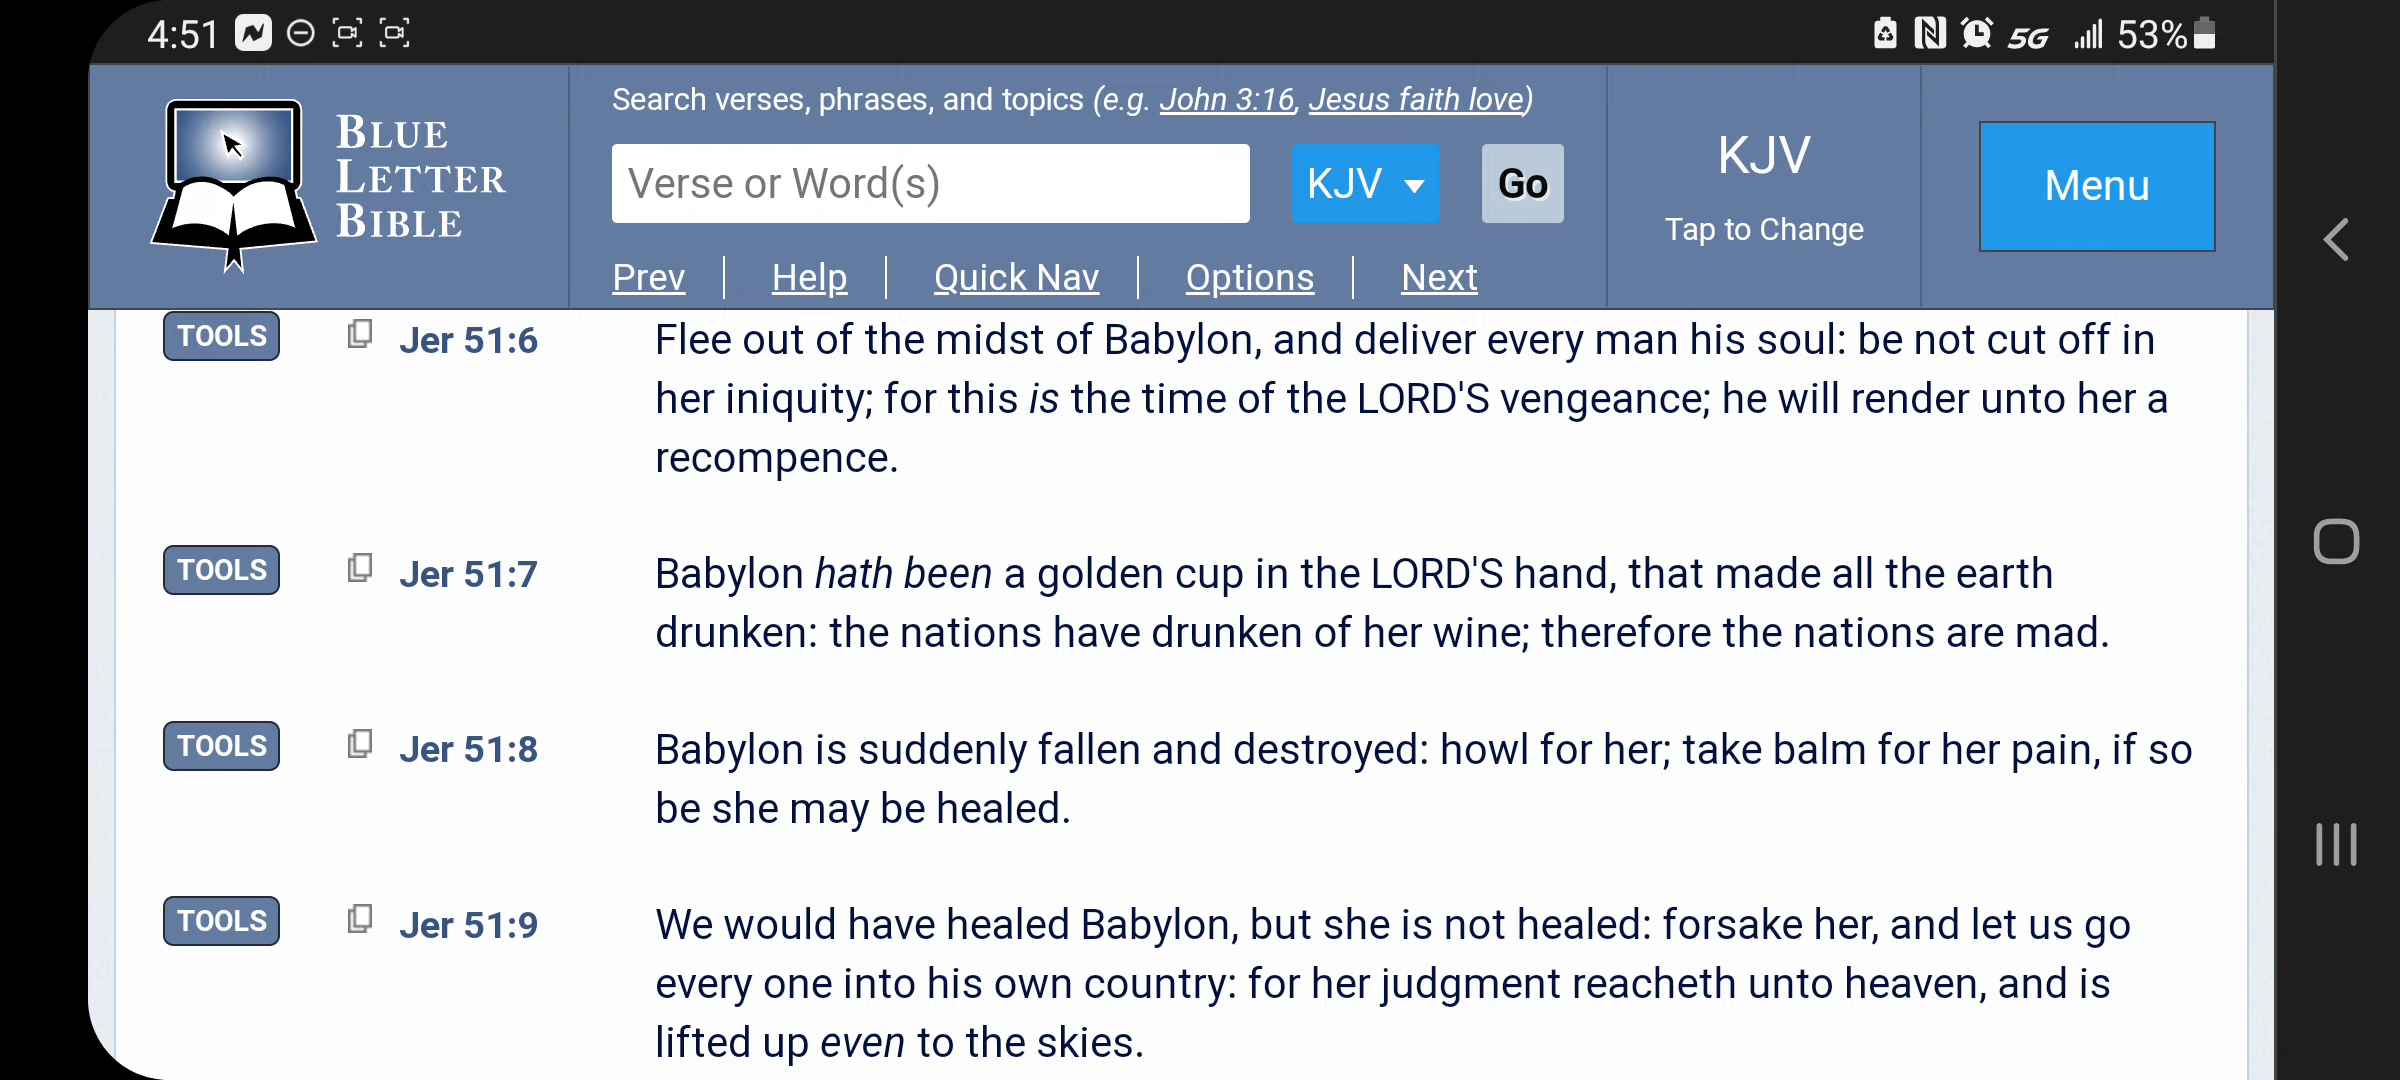 4:51 5G 53%
BLUE
LETTER
BIBLE
Search verses, phrases, and topics (e.g. John 3:16, Jesus faith love)
Verse or Word(s) KJV Go
Prev Help Quick Nav Options Next
KJV
Tap to Change
Menu
TOOLS Jer 51:6 Flee out of the midst of Babylon, and deliver every man his soul: be not cut off in
her iniquity; for this is the time of the LORD'S vengeance; he will render unto her a
recompence.
TOOLS Jer 51:7 Babylon hath been a golden cup in the LORD'S hand, that made all the earth
drunken: the nations have drunken of her wine; therefore the nations are mad.
TOOLS Jer 51:8 Babylon is suddenly fallen and destroyed: howl for her; take balm for her pain, if so
be she may be healed.
TOOLS Jer 51:9 We would have healed Babylon, but she is not healed: forsake her, and let us go
every one into his own country: for her judgment reacheth unto heaven, and is
lifted up even to the skies.